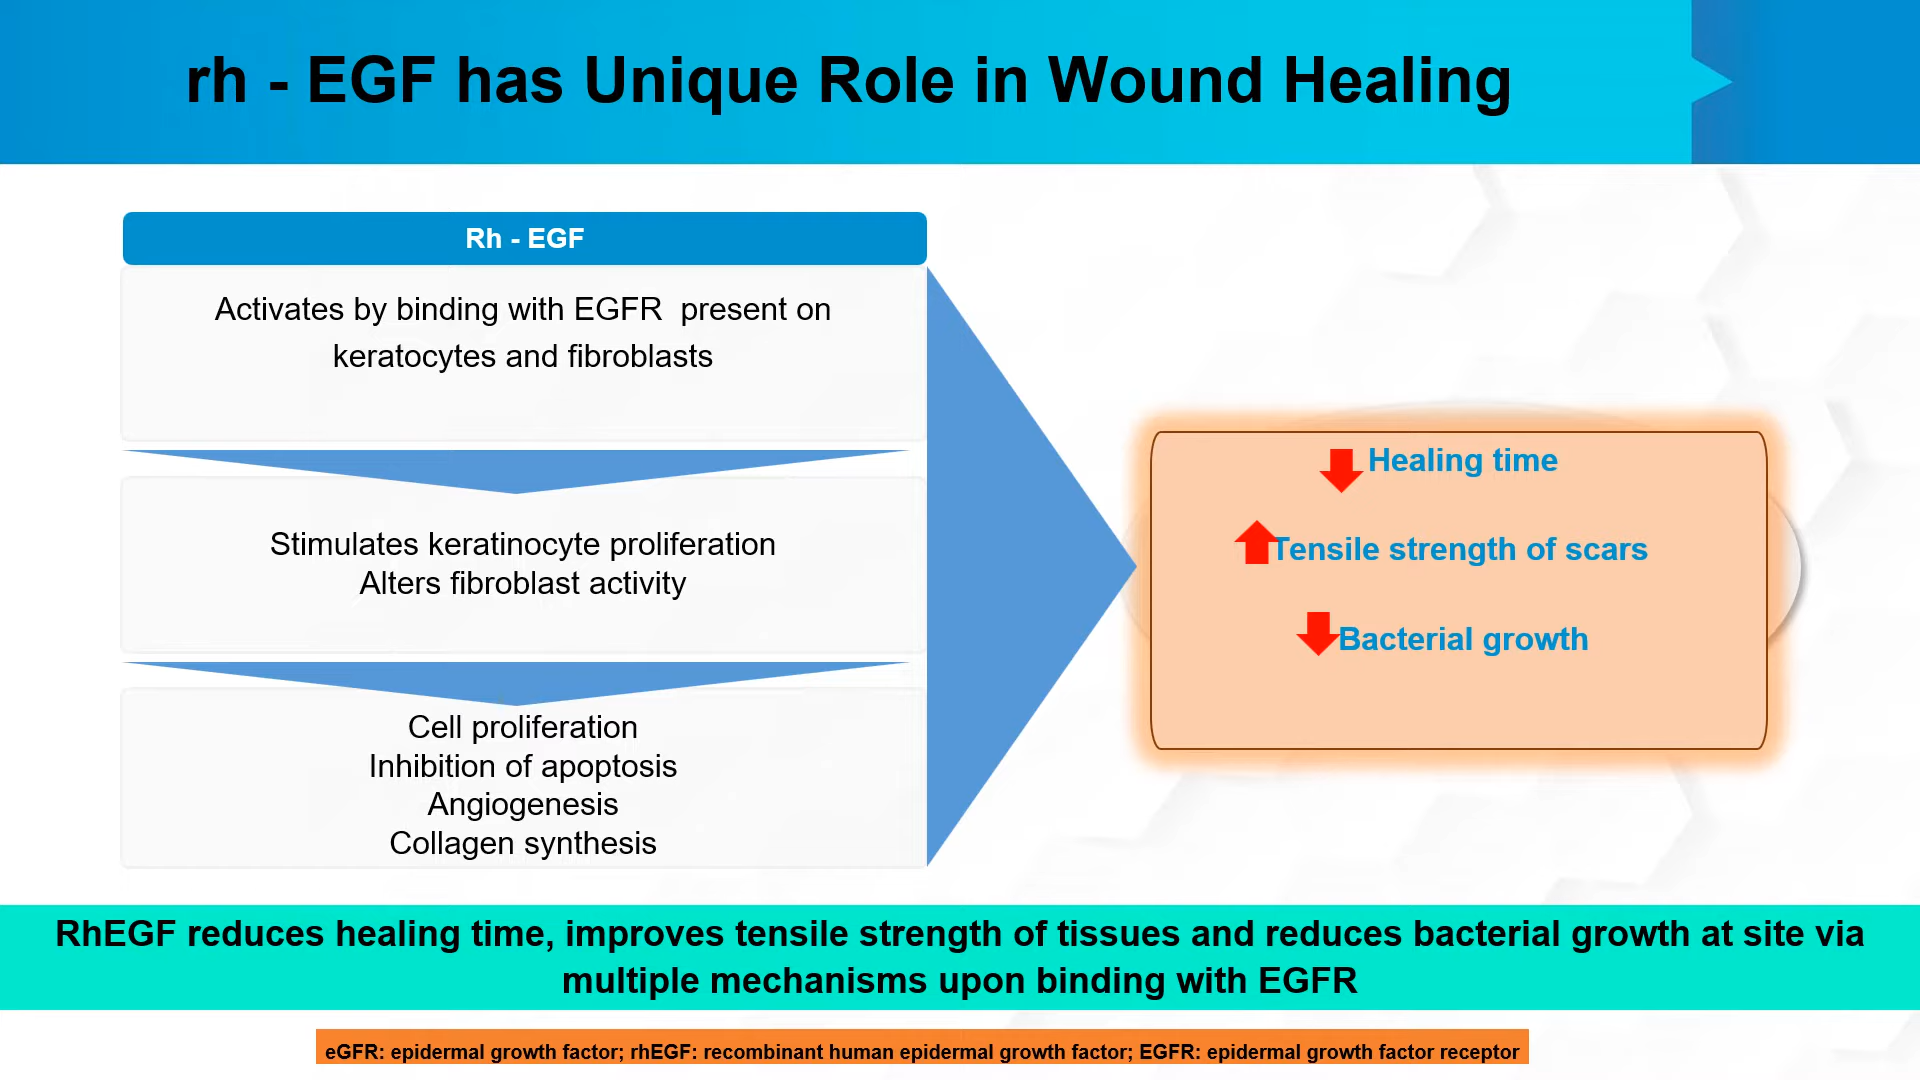 rh - EGF has Unique Role in Wound Healing
Rh - EGF
Activates by binding with EGFR  present on
keratocytes and fibroblasts
Stimulates keratinocyte proliferation
Alters fibroblast activity
Cell proliferation
Inhibition of apoptosis
Angiogenesis
Collagen synthesis
Healing time
Tensile strength of scars
Bacterial growth
RhEGF reduces healing time, improves tensile strength of tissues and reduces bacterial growth at site via
multiple mechanisms upon binding with EGFR
eGFR: epidermal growth factor; rhEGF: recombinant human epidermal growth factor; EGFR: epidermal growth factor receptor